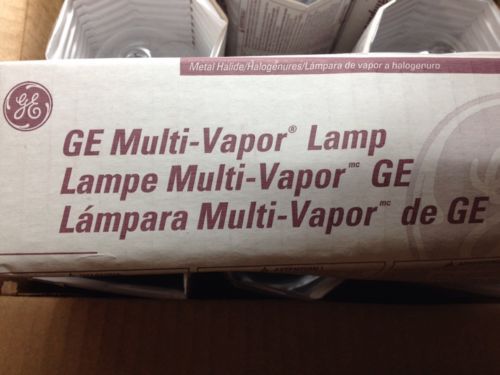 Metal Halide/Halogénures/Lámpara de vapor a halogenuro
GE
GE Multi-Vapor® Lamp
Lampe Multi-Vapor mc GE
Lámpara Multi-Vapor mc de GE